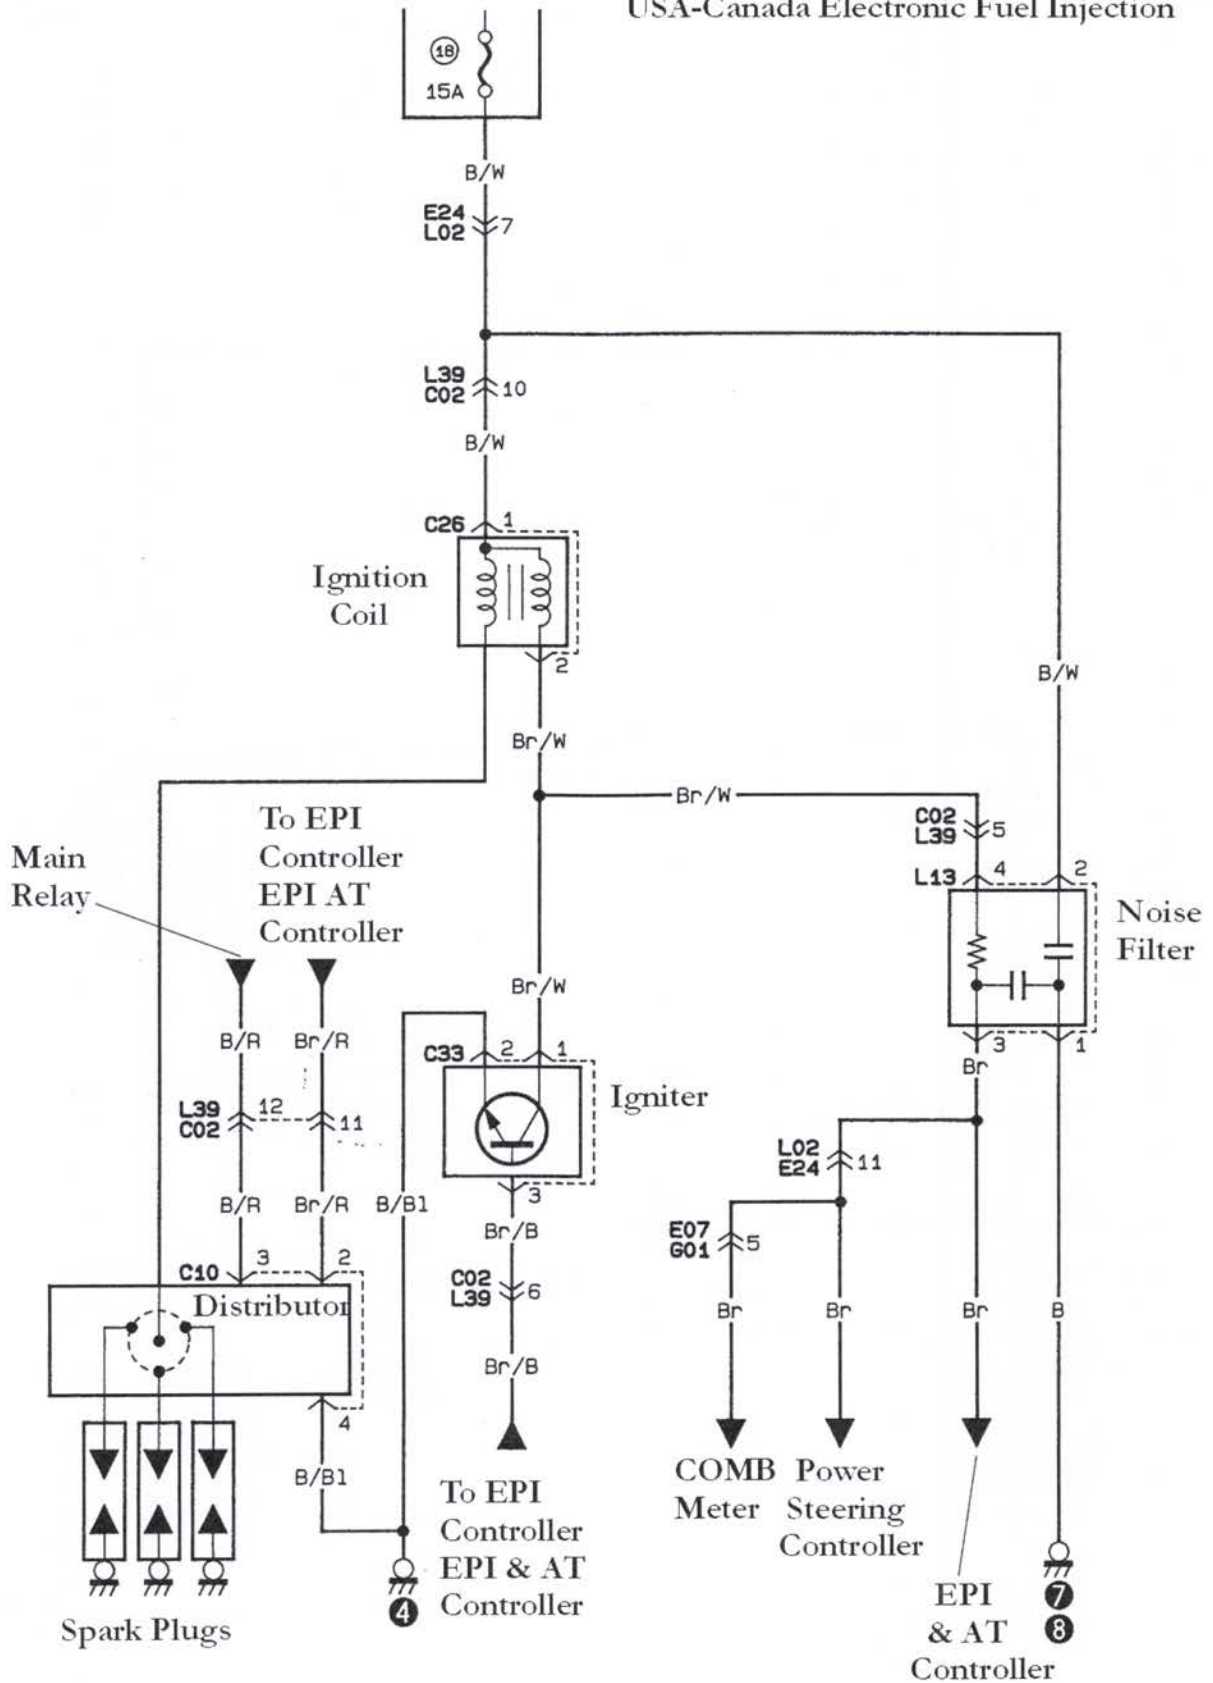 USA-Canada Electronic Fuel Injection
18
15A
B/W
E24
L02
7
L39
C02
10
B/W
C26
1
Ignition
Coil
2
B/W
Br/W
Br/W
To EPI
Controller
EPI AT
Controller
Main
Relay
C02
L39
5
L13
4
2
Noise
Filter
Br/W
B/R
Br/R
C33
2
1
3
1
Br
Igniter
L39
C02
12
11
L02
E24
11
3
B/R
Br/R
B/Bl
Br/B
E07
G01
5
C10
3
2
C02
L39
6
Distributor
Br
Br
Br
B
Br/B
4
B/Bl
COMB
Meter
Power
Steering
Controller
To EPI
Controller
EPI & AT
Controller
4
Spark Plugs
EPI
& AT
Controller
7
8